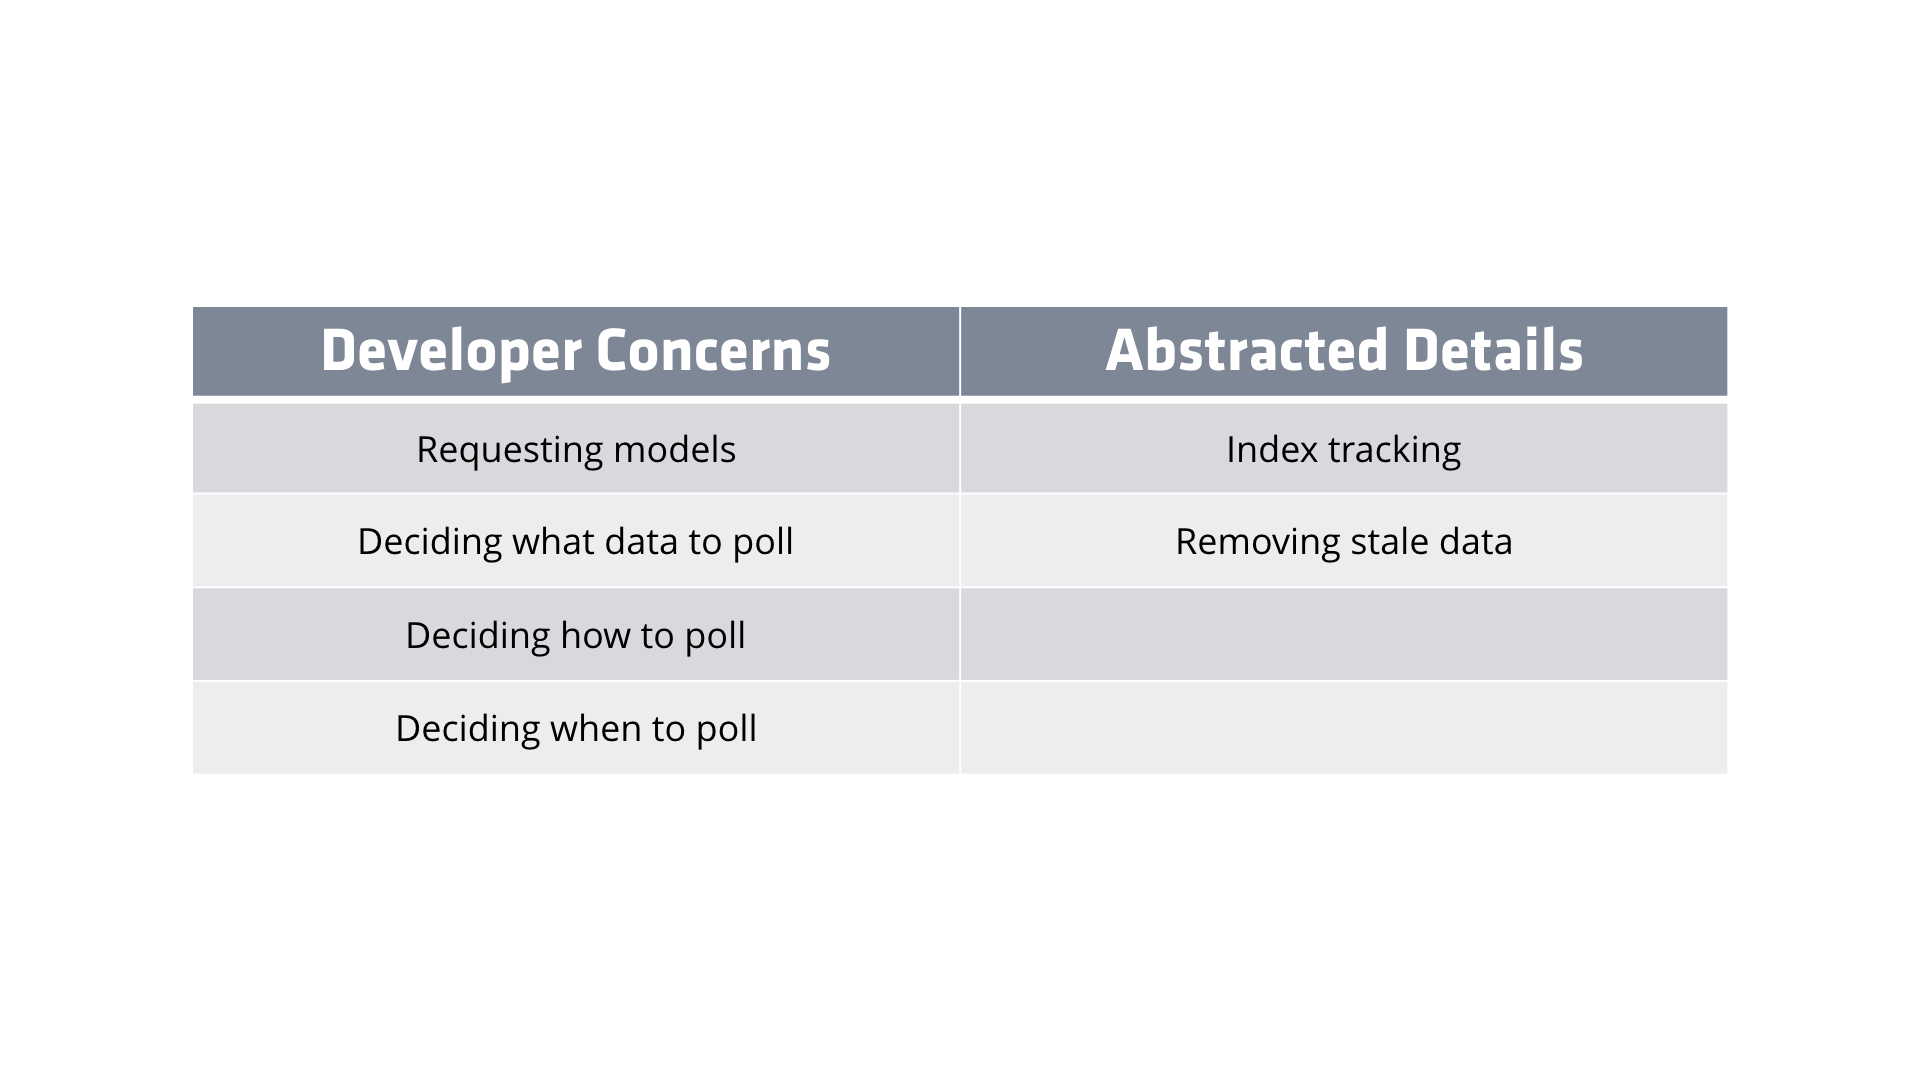 Developer Concerns Abstracted Details
Requesting models Index tracking
Deciding what data to poll Removing stale data
Deciding how to poll
Deciding when to poll